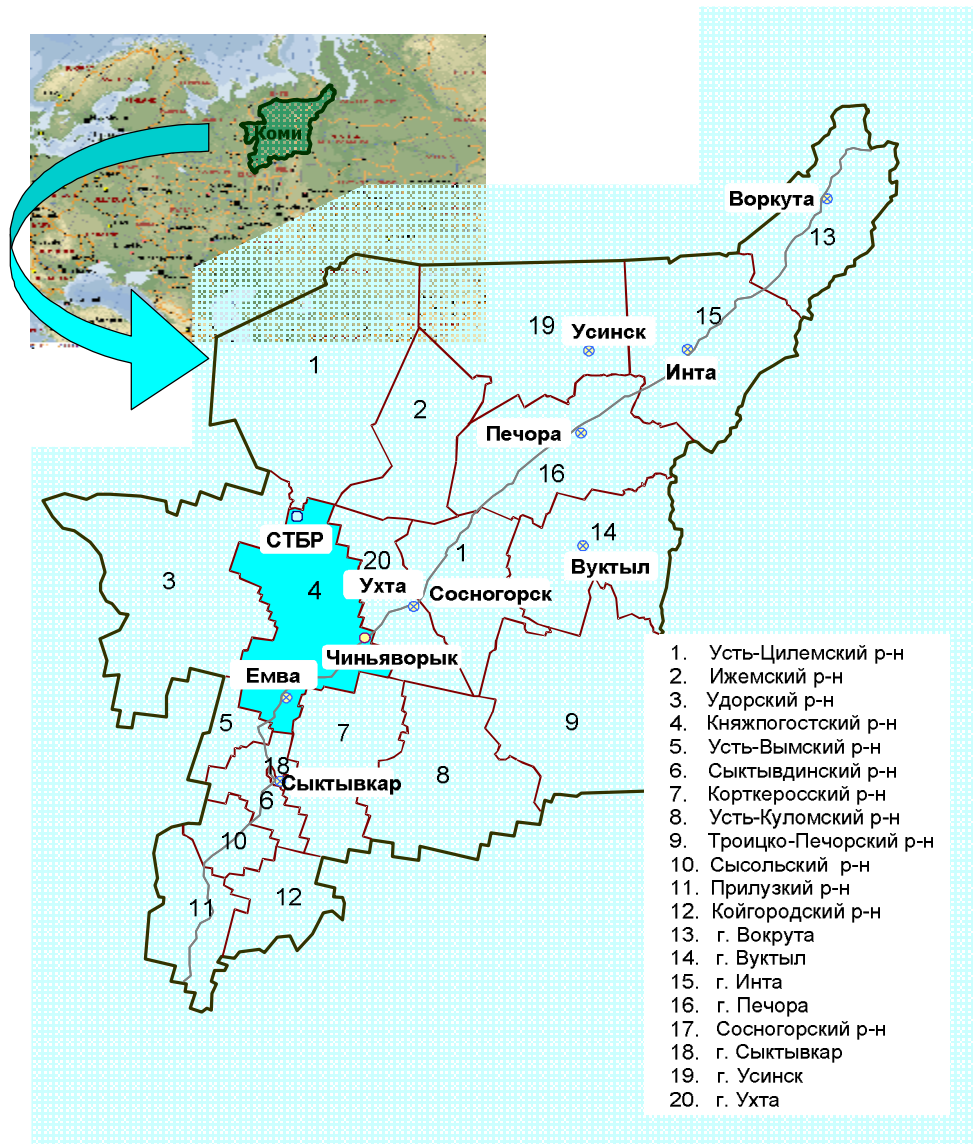 Коми
Воркута
13
19
Усинск
15
1
Инта
2
Печора
16
СТБР
14
20
1
Вуктыл
3
4
Ухта
Сосногорск
Чиньяворык
Емва
5
7
9
8
18
Сыктывкар
6
10
12
11
1. Усть-Цилемский р-н
2. Ижемский р-н
3. Удорский р-н
4. Княжпогостский р-н
5. Усть-Вымский р-н
6. Сыктывдинский р-н
7. Корткеросский р-н
8. Усть-Куломский р-н
9. Троицко-Печорский р-н
10. Сысольский р-н
11. Прилузкий р-н
12. Койгородский р-н
13. г. Вокрута
14. г. Вуктыл
15. г. Инта
16. г. Печора
17. Сосногорский р-н
18. г. Сыктывкар
19. г. Усинск
20. г. Ухта